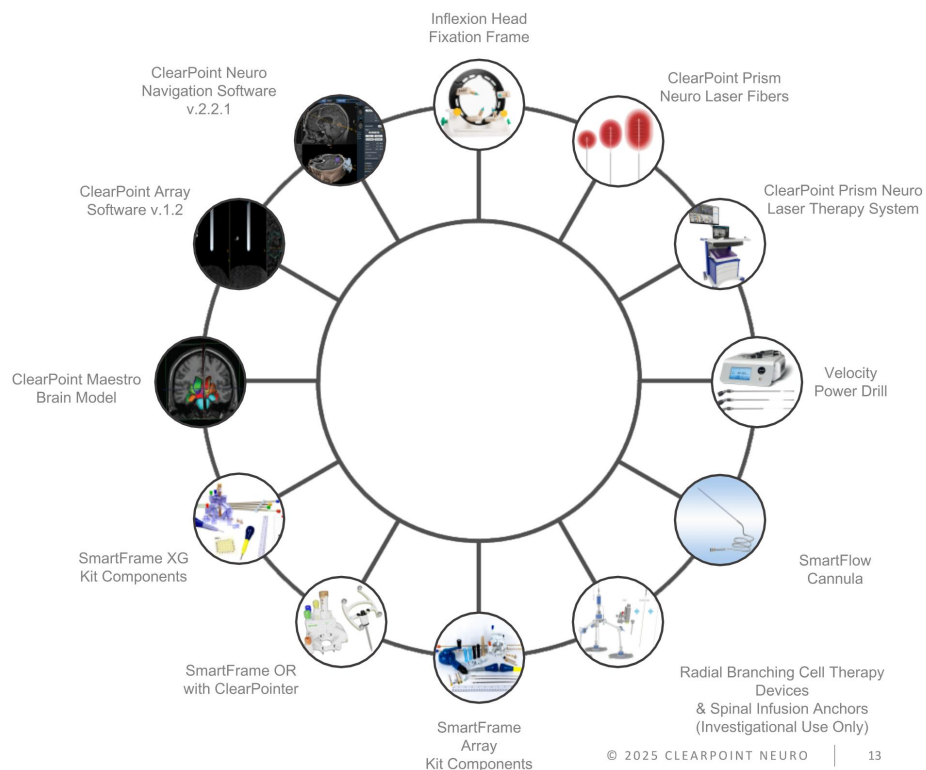 Inflexion Head
Fixation Frame
ClearPoint Neuro
Navigation Software
v.2.2.1
ClearPoint Prism
Neuro Laser Fibers
ClearPoint Array
Software v.1.2
ClearPoint Prism Neuro
Laser Therapy System
ClearPoint Maestro
Brain Model
Velocity
Power Drill
SmartFrame XG
Kit Components
SmartFlow
Cannula
SmartFrame OR
with ClearPointer
Radial Branching Cell Therapy
Devices
& Spinal Infusion Anchors
(Investigational Use Only)
SmartFrame
Array
Kit Components
© 2025 CLEARPOINT NEURO
13